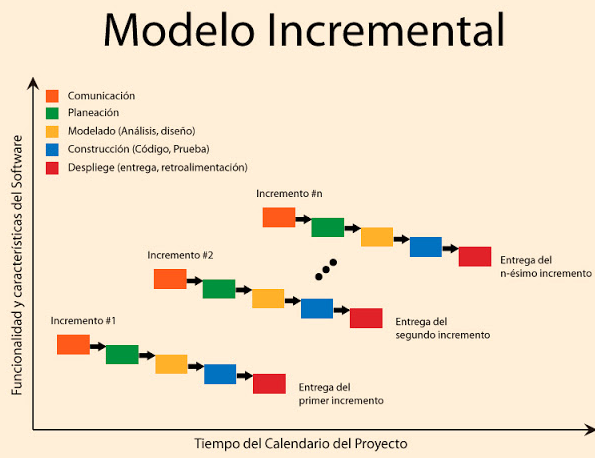 Modelo Incremental
Funcionalidad y características del Software
Comunicación
Planeación
Modelado (Análisis, diseño)
Construcción (Código, Prueba)
Despliege (entrega, retroalimentación)
Incremento #n
Entrega del
n-ésimo incremento
Incremento #2
Entrega del
segundo incremento
Incremento #1
Entrega del
primer incremento
Tiempo del Calendario del Proyecto